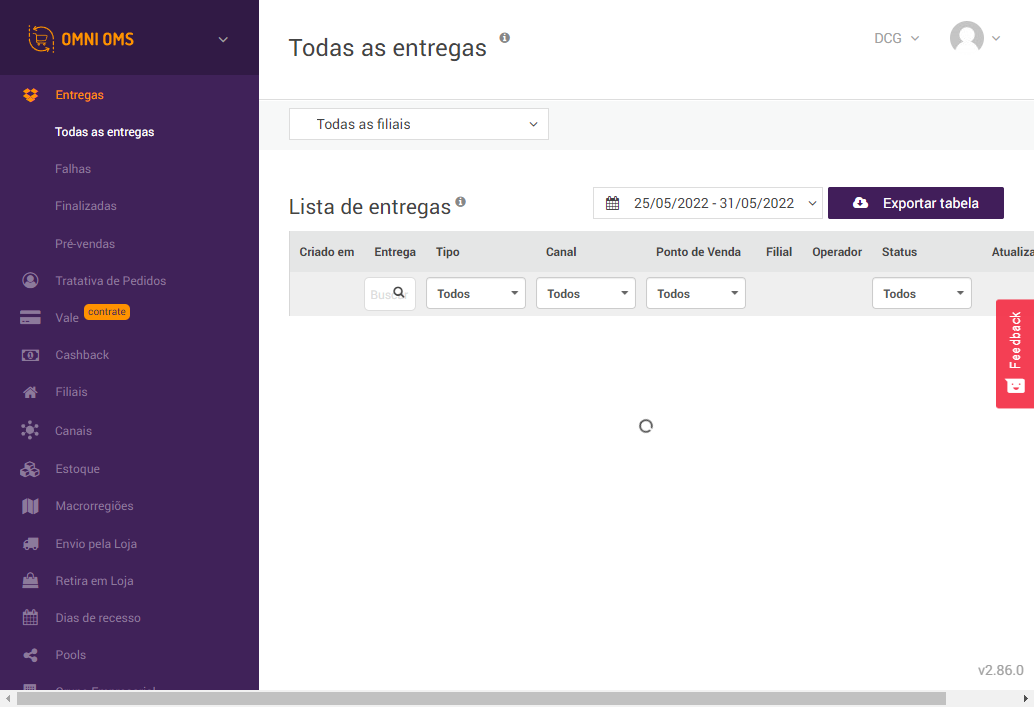 OMNI OMS
Entregas
Todas as entregas
Falhas
Finalizadas
Pré-vendas
Tratativa de Pedidos
Vale contrate
Cashback
Filiais
Canais
Estoque
Macrorregiões
Envio pela Loja
Retira em Loja
Dias de recesso
Pools
Todas as entregas
DCG
Todas as filiais
Lista de entregas
25/05/2022 - 31/05/2022
Exportar tabela
Criado em Entrega Tipo Canal Ponto de Venda Filial Operador Status Atualiza
Todos Todos Todos Todos
Feedback
v2.86.0